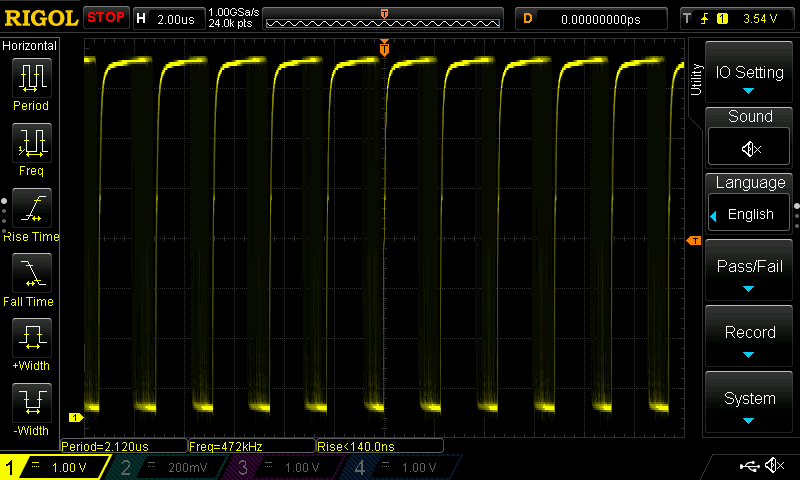 RIGOL STOP H 2.00us 1.00GSa/s 24.0k pts T D 0.00000000ps T 1 3.54 V
Horizontal
T
Period
Freq
Rise Time
Fall Time
+Width
-Width
1
T
Utility
IO Setting
Sound
Language
English
Pass/Fail
Record
System
Period=2.120us Freq=472kHz Rise<140.0ns
1 1.00 V 2 200mV 3 1.00 V 4 1.00 V